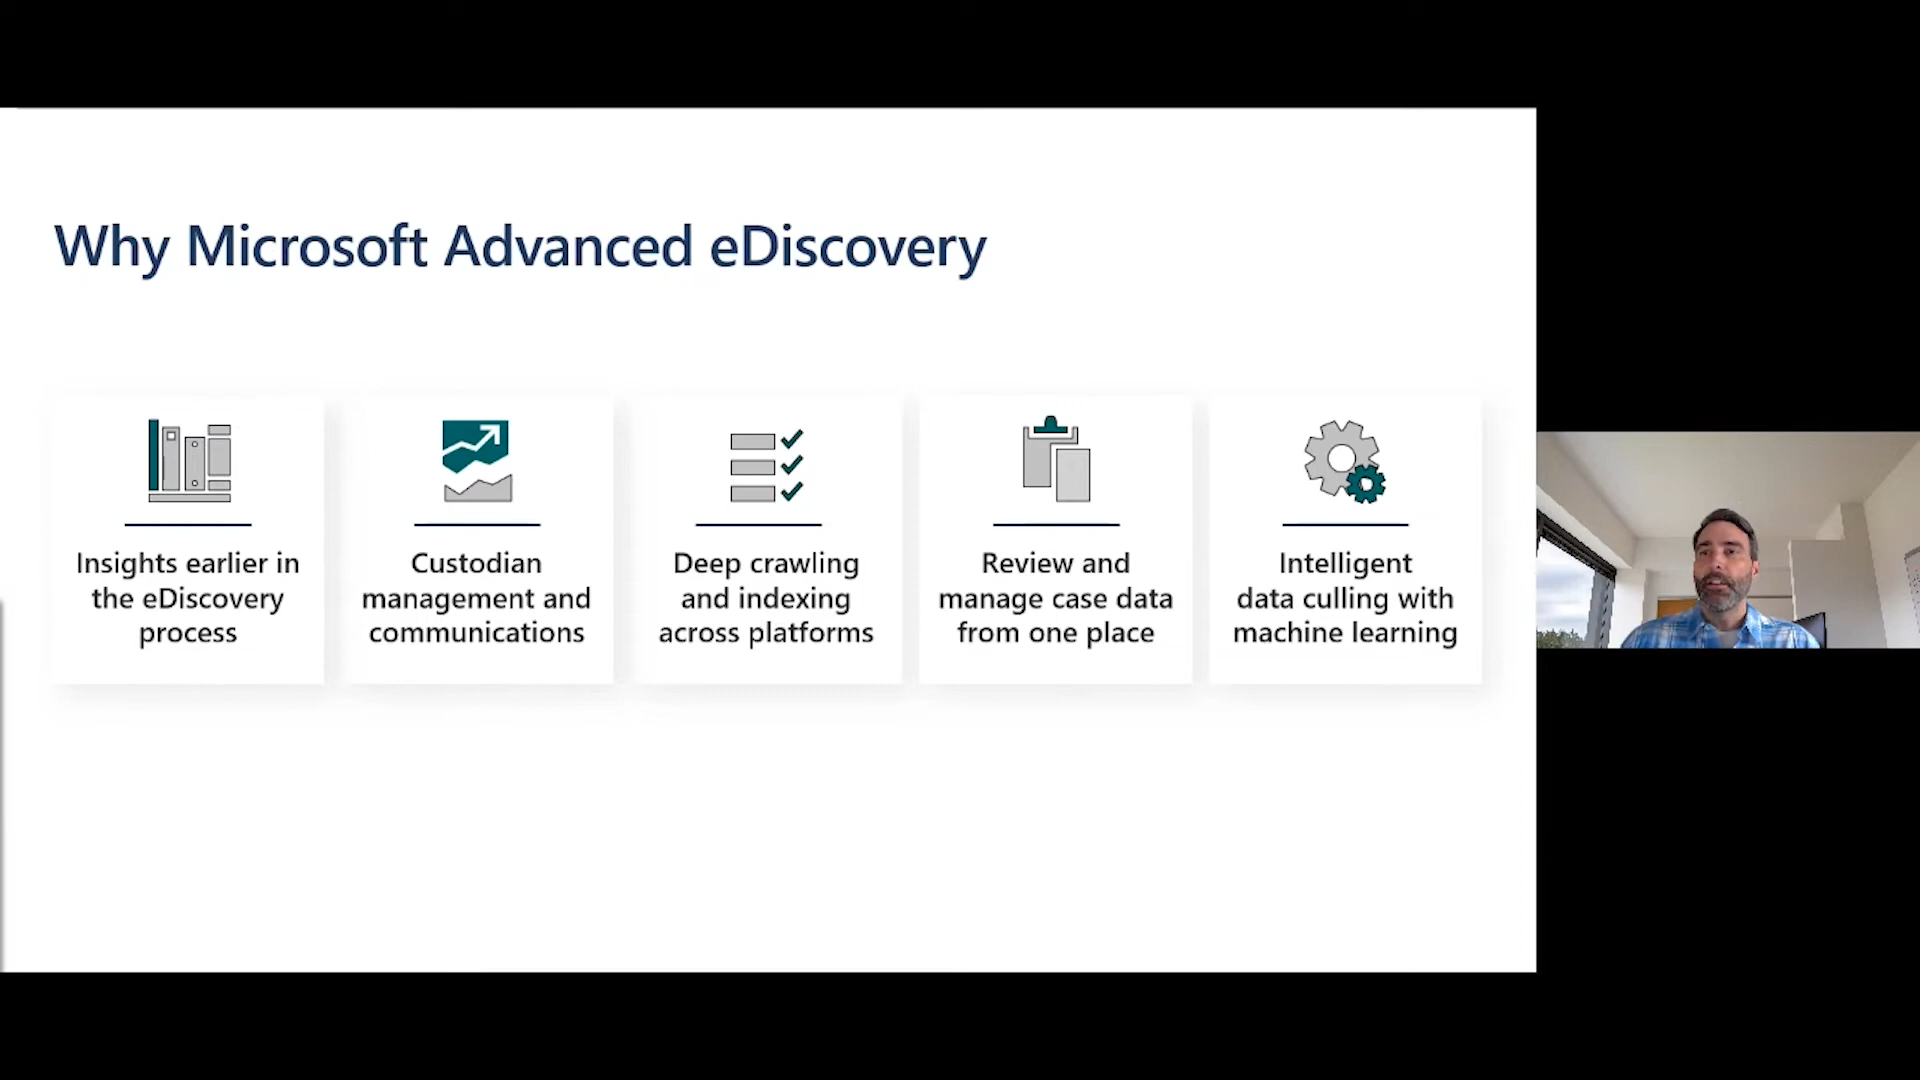 Why Microsoft Advanced eDiscovery
Insights earlier in
the eDiscovery
process
Custodian
management and
communications
Deep crawling
and indexing
across platforms
Review and
manage case data
from one place
Intelligent
data culling with
machine learning